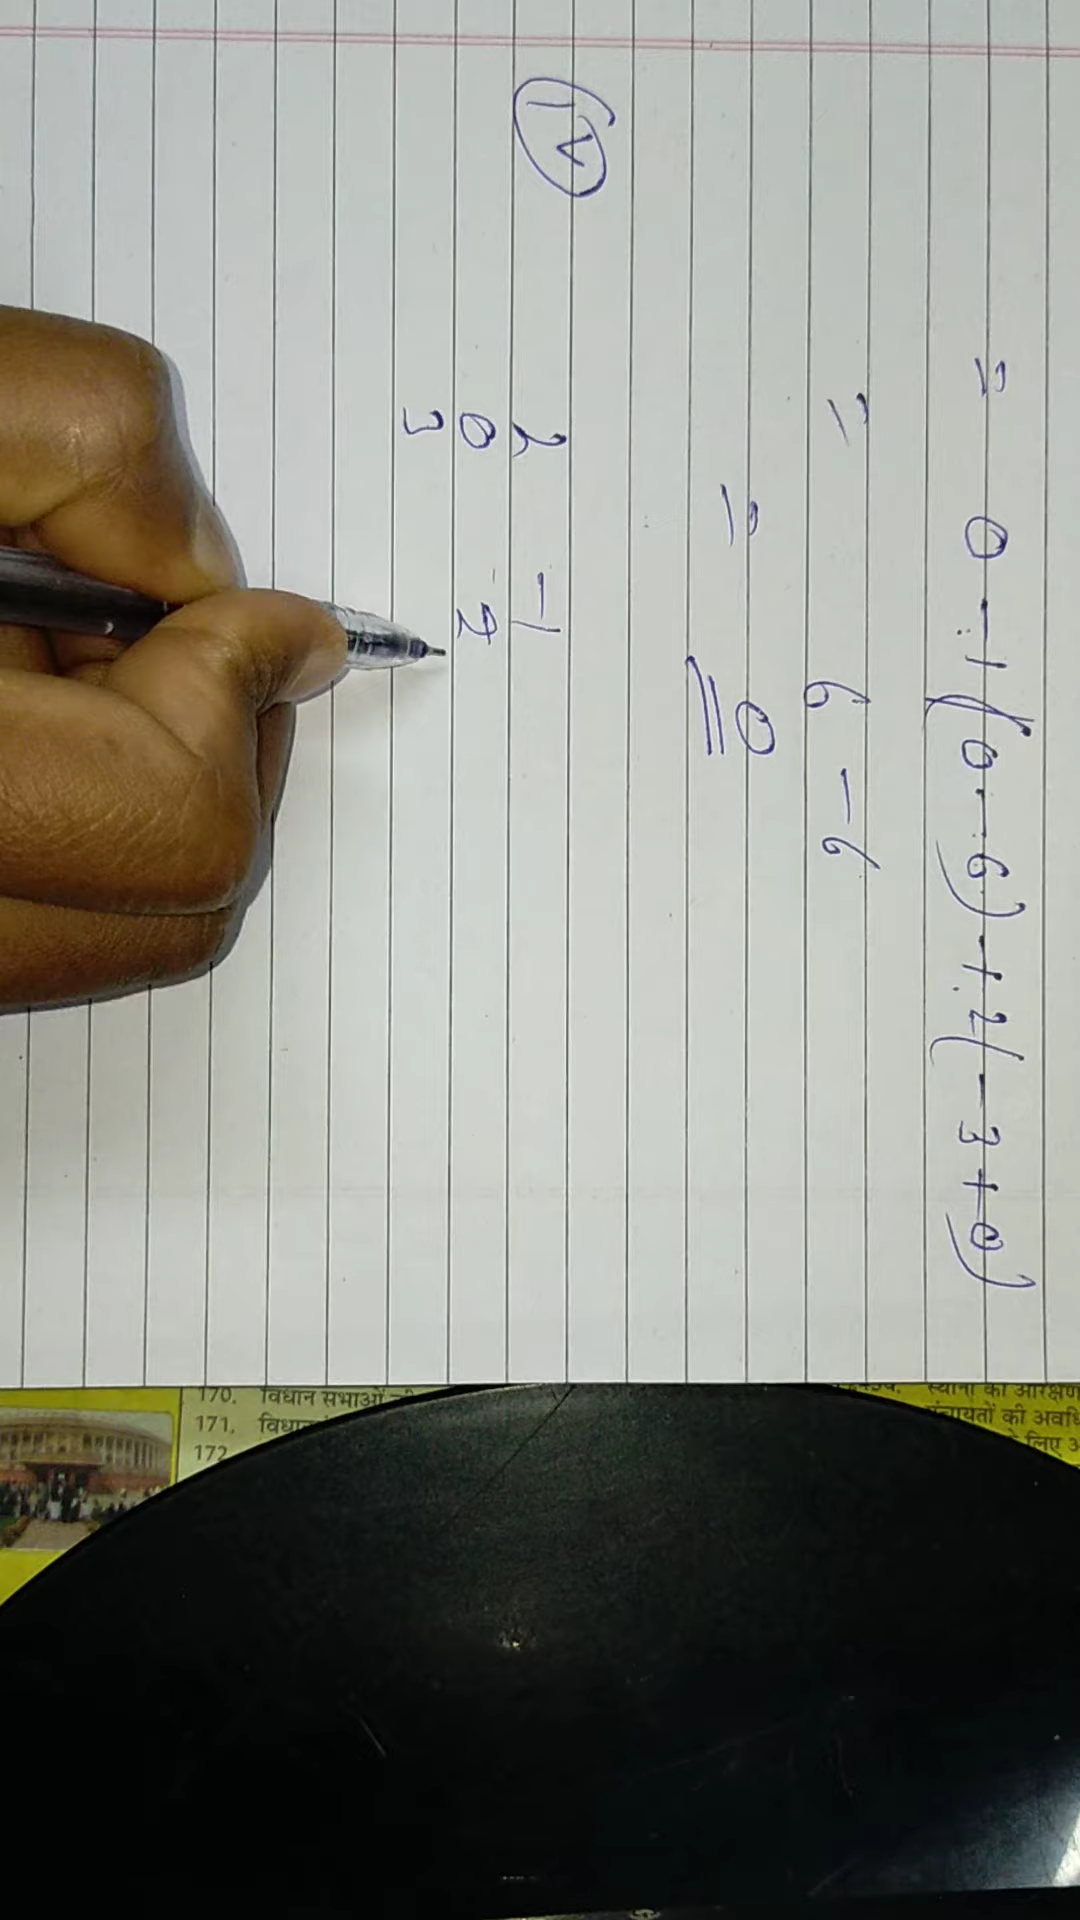 = 0 - 1(0 - 6) + 2(-3 + 0)
= 6 - 6
= 0
iv
2 -1
0 2
3
170. विधान सभाओं
171.
172
स्थानों का आरक्षण
पंचायतों की अवधि
लिए